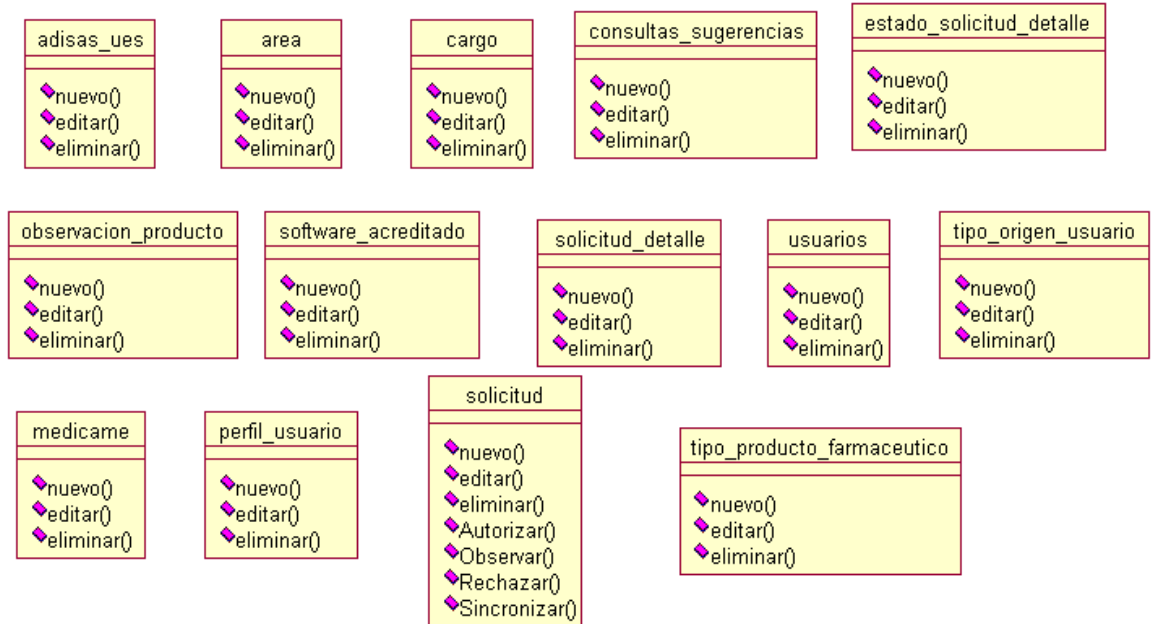 adisas_ues
nuevo()
editar()
eliminar()
area
nuevo()
editar()
eliminar()
cargo
nuevo()
editar()
eliminar()
consultas_sugerencias
nuevo()
editar()
eliminar()
estado_solicitud_detalle
nuevo()
editar()
eliminar()
observacion_producto
nuevo()
editar()
eliminar()
software_acreditado
nuevo()
editar()
eliminar()
solicitud_detalle
nuevo()
editar()
eliminar()
usuarios
nuevo()
editar()
eliminar()
tipo_origen_usuario
nuevo()
editar()
eliminar()
medicame
nuevo()
editar()
eliminar()
perfil_usuario
nuevo()
editar()
eliminar()
solicitud
nuevo()
editar()
eliminar()
Autorizar()
Observar()
Rechazar()
Sincronizar()
tipo_producto_farmaceutico
nuevo()
editar()
eliminar()